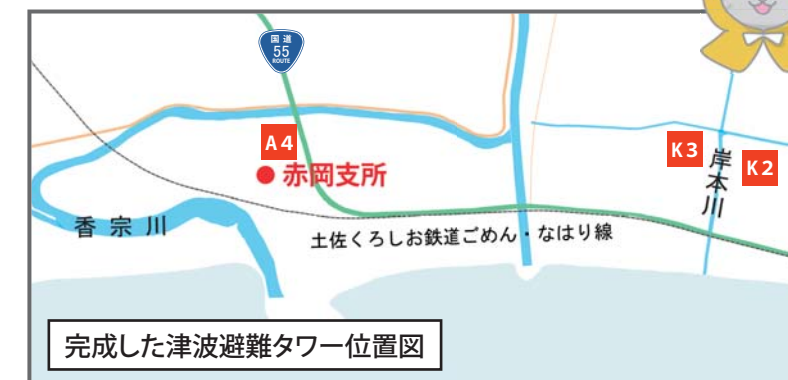 国道
55
ROUTE
A4
赤岡支所
K3
K2
岸本川
香宗川
土佐くろしお鉄道ごめん・なはり線
完成した津波避難タワー位置図